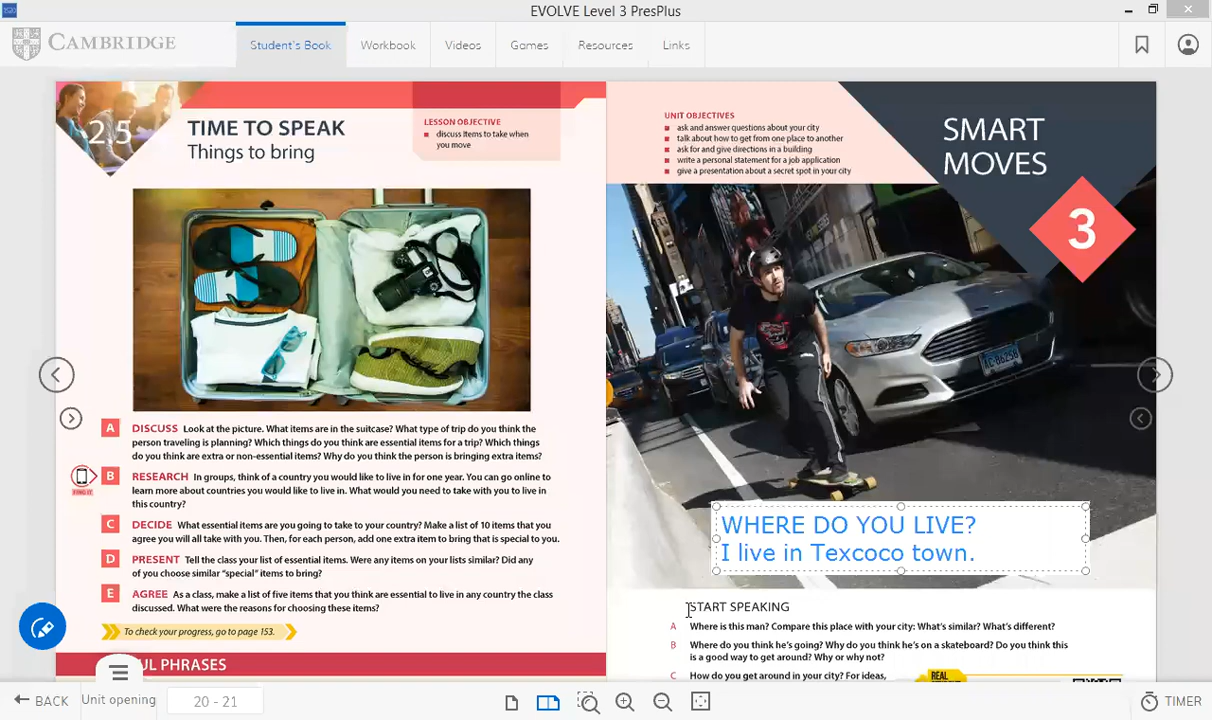 EVOLVE Level 3 PresPlus
CAMBRIDGE
Student's Book
Workbook
Videos
Games
Resources
Links
2.5
TIME TO SPEAK
Things to bring
LESSON OBJECTIVE
discuss items to take when
you move
A DISCUSS Look at the picture. What items are in the suitcase? What type of trip do you think the
person traveling is planning? Which things do you think are essential items for a trip? Which things
do you think are extra or non-essential items? Why do you think the person is bringing extra items?
FIND IT
B RESEARCH In groups, think of a country you would like to live in for one year. You can go online to
learn more about countries you would like to live in. What would you need to take with you to live in
this country?
C DECIDE What essential items are you going to take to your country? Make a list of 10 items that you
agree you will all take with you. Then, for each person, add one extra item to bring that is special to you.
D PRESENT Tell the class your list of essential items. Were any items on your lists similar? Did any
of you choose similar “special” items to bring?
E AGREE As a class, make a list of five items that you think are essential to live in any country the class
discussed. What were the reasons for choosing these items?
To check your progress, go to page 153.
UL PHRASES
UNIT OBJECTIVES
ask and answer questions about your city
talk about how to get from one place to another
ask for and give directions in a building
write a personal statement for a job application
give a presentation about a secret spot in your city
SMART
MOVES
3
WHERE DO YOU LIVE?
I live in Texcoco town.
START SPEAKING
A Where is this man? Compare this place with your city: What's similar? What's different?
B Where do you think he's going? Why do you think he's on a skateboard? Do you think this
is a good way to get around? Why or why not?
C How do you get around in your city? For ideas,
REAL
BACK
Unit opening
20 - 21
TIMER